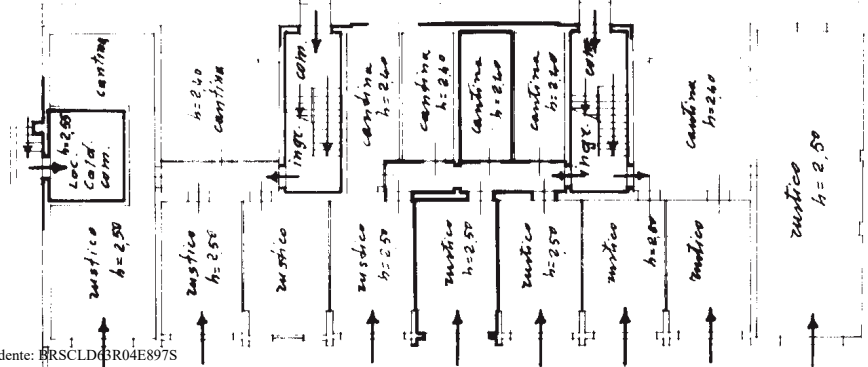 cantina
h=2,40
cantina
ingr. com.
cantina
h=2,40
cantina
h=2,40
cantina
h=2,40
cantina
h=2,40
ingr. com.
cantina
h=2,40
rustico
h=2,50
Loc.
Cald.
com.
h=2,50
rustico
h=2,50
rustico
h=2,50
rustico
rustico
h=2,50
rustico
h=2,50
rustico
h=2,50
rustico
h=2,60
rustico
dente: BRSCLD63R04E897S